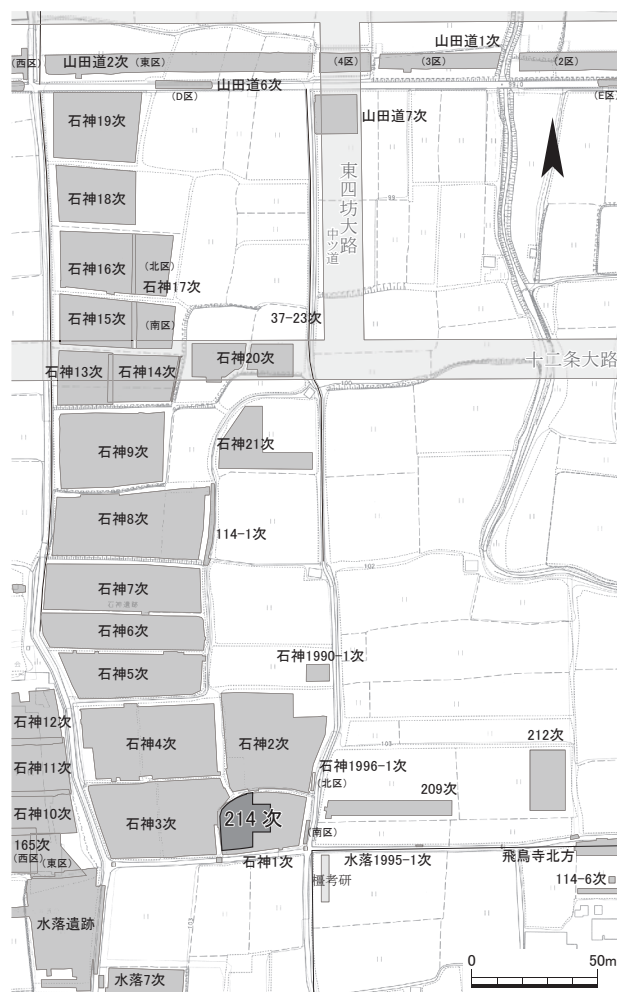 山田道1次
(西区)
山田道2次
(東区)
(4区)
(3区)
(2区)
山田道6次
(D区)
(E区)
石神19次
山田道7次
石神18次
東四坊大路
中ツ道
石神16次
(北区)
石神17次
石神15次
(南区)
37-23次
石神20次
十二条大路
石神13次
石神14次
100
石神9次
石神21次
石神8次
114-1次
102
石神7次
石神遺跡
石神6次
石神5次
石神1990-1次
石神12次
石神4次
石神2次
103
212次
石神11次
石神1996-1次
(北区)
209次
石神10次
石神3次
214次
(南区)
165次
(西区)
(東区)
石神1次
水落1995-1次
飛鳥寺北方
橿考研
114-6次
水落遺跡
水落7次
0
50m